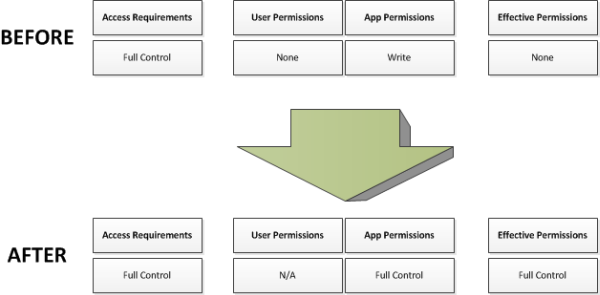 BEFORE
Access Requirements User Permissions App Permissions Effective Permissions
Full Control None Write None
AFTER
Access Requirements User Permissions App Permissions Effective Permissions
Full Control N/A Full Control Full Control